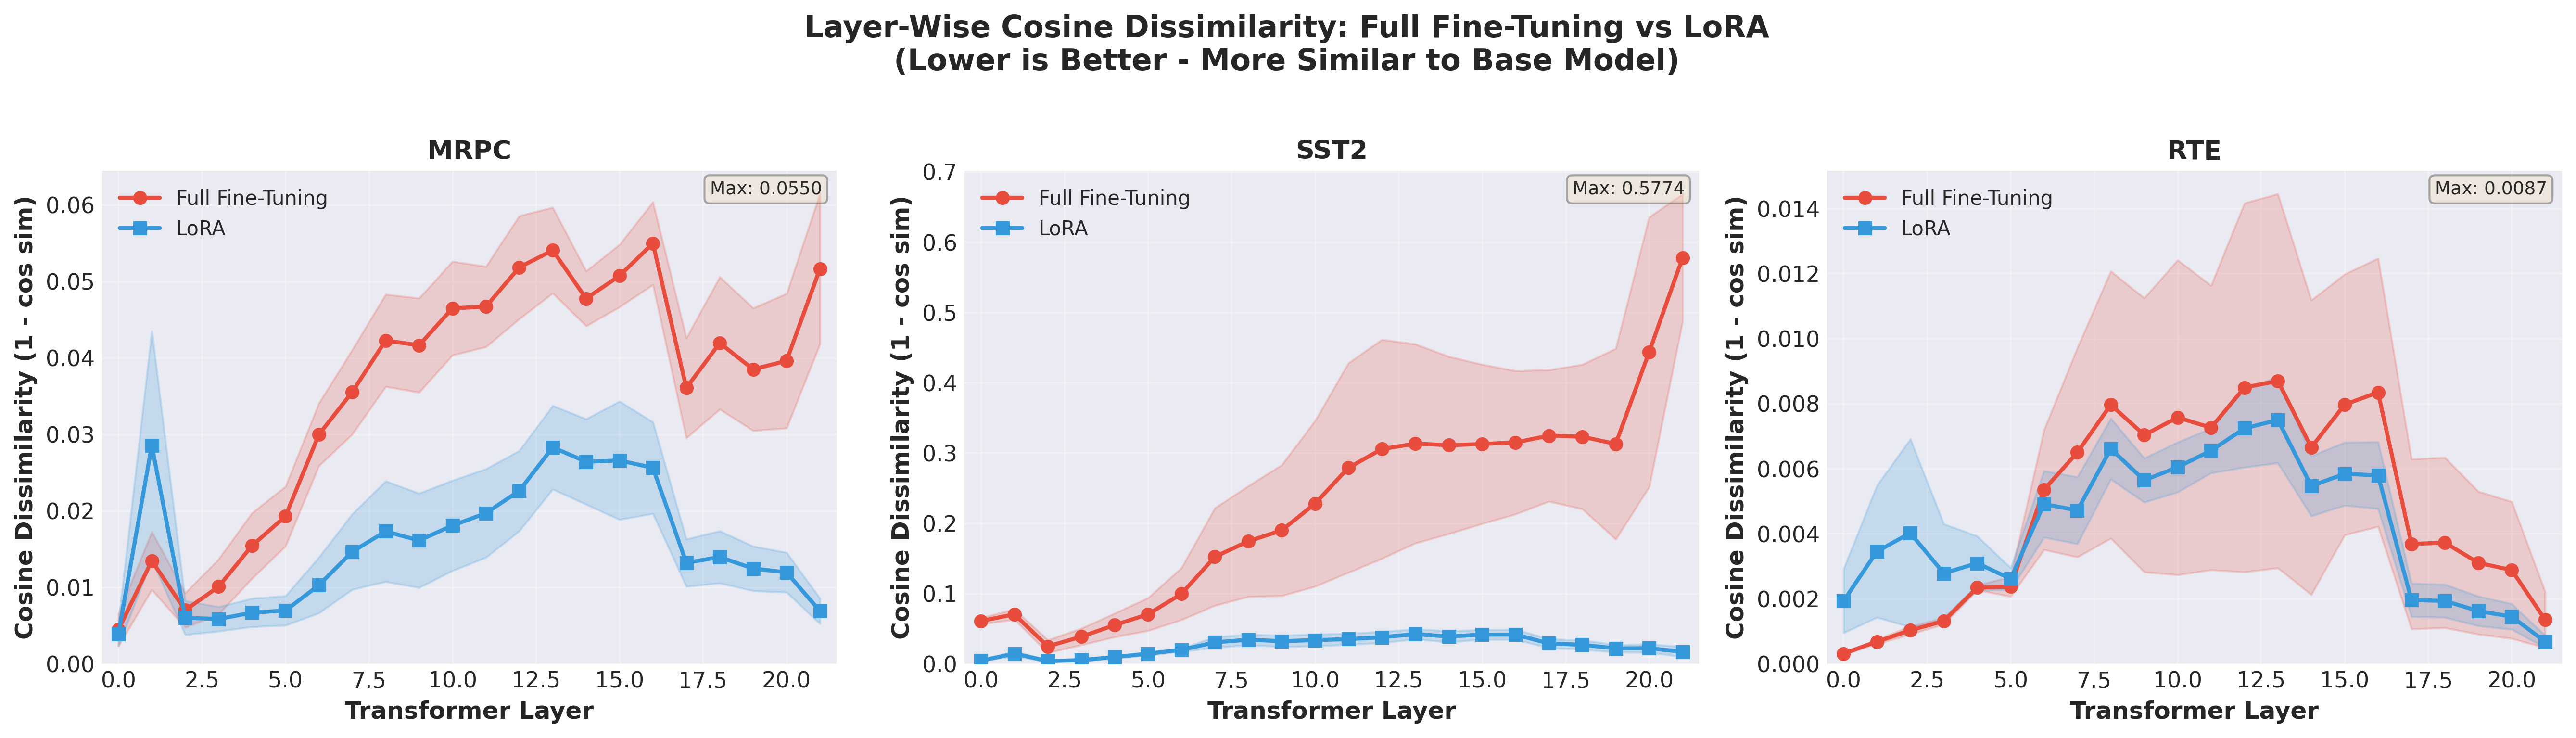 Layer-Wise Cosine Dissimilarity: Full Fine-Tuning vs LoRA
(Lower is Better - More Similar to Base Model)
MRPC
Cosine Dissimilarity (1 - cos sim)
0.06
0.05
0.04
0.03
0.02
0.01
0.00
Full Fine-Tuning
LoRA
Max: 0.0550
0.0 2.5 5.0 7.5 10.0 12.5 15.0 17.5 20.0
Transformer Layer
SST2
Cosine Dissimilarity (1 - cos sim)
0.7
0.6
0.5
0.4
0.3
0.2
0.1
0.0
Full Fine-Tuning
LoRA
Max: 0.5774
0.0 2.5 5.0 7.5 10.0 12.5 15.0 17.5 20.0
Transformer Layer
RTE
Cosine Dissimilarity (1 - cos sim)
0.014
0.012
0.010
0.008
0.006
0.004
0.002
0.000
Full Fine-Tuning
LoRA
Max: 0.0087
0.0 2.5 5.0 7.5 10.0 12.5 15.0 17.5 20.0
Transformer Layer